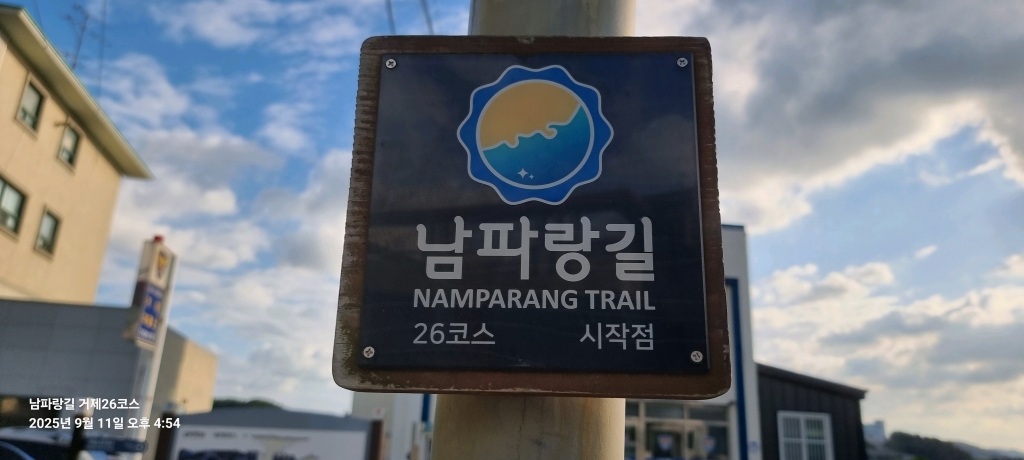 남파랑길
NAMPARANG TRAIL
26코스 시작점
남파랑길 거제26코스
2025년 9월 11일 오후 4:54